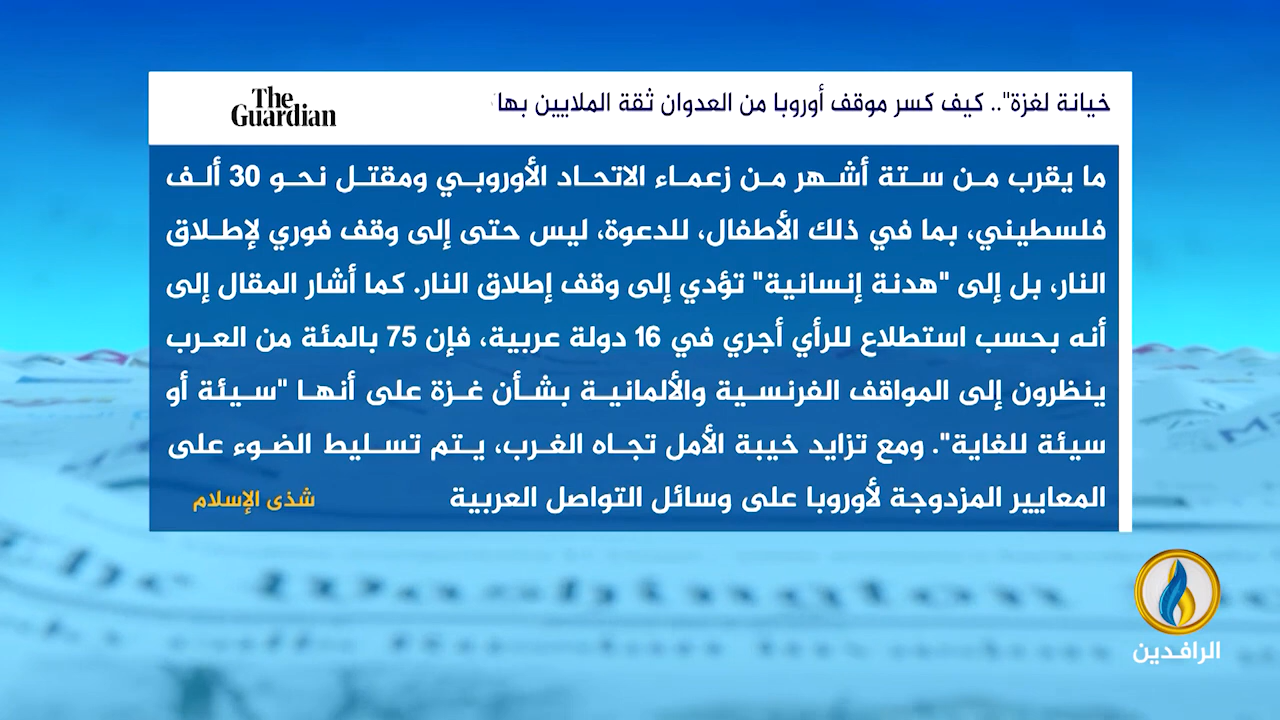 خيانة لغزة".. كيف كسر موقف أوروبا من العدوان ثقة الملايين بها
The
Guardian
ما يقرب من ستة أشهر من زعماء الاتحاد الأوروبي ومقتل نحو 30 ألف
فلسطيني، بما في ذلك الأطفال، للدعوة، ليس حتى إلى وقف فوري لإطلاق
النار، بل إلى "هدنة إنسانية" تؤدي إلى وقف إطلاق النار. كما أشار المقال إلى
أنه بحسب استطلاع للرأي أجري في 16 دولة عربية، فإن 75 بالمئة من العرب
ينظرون إلى المواقف الفرنسية والألمانية بشأن غزة على أنها "سيئة أو
سيئة للغاية". ومع تزايد خيبة الأمل تجاه الغرب، يتم تسليط الضوء على
المعايير المزدوجة لأوروبا على وسائل التواصل العربية
شذى الإسلام
الرافدين